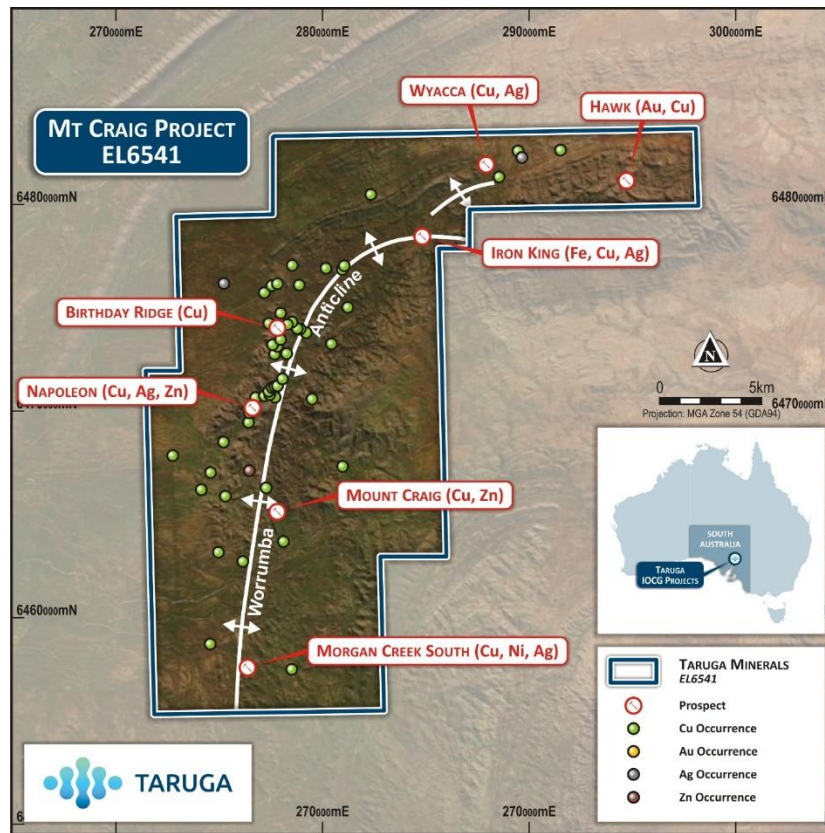 270000mE
280000mE
290000mE
300000mE
MT CRAIG PROJECT
EL6541
WYACCA (Cu, Ag)
HAWK (Au, Cu)
6480000mN
6480000mN
IRON KING (Fe, Cu, Ag)
Anticline
BIRTHDAY RIDGE (Cu)
N
NAPOLEON (Cu, Ag, Zn)
0
5km
6470000mN
Projection: MGA Zone 54 (GDA94)
MOUNT CRAIG (Cu, Zn)
Worrumba
SOUTH
AUSTRALIA
TARUGA
IOCG PROJECTS
6460000mN
MORGAN CREEK SOUTH (Cu, Ni, Ag)
TARUGA MINERALS
EL6541
Prospect
Cu Occurrence
Au Occurrence
Ag Occurrence
Zn Occurrence
TARUGA
270000mE
270000mE